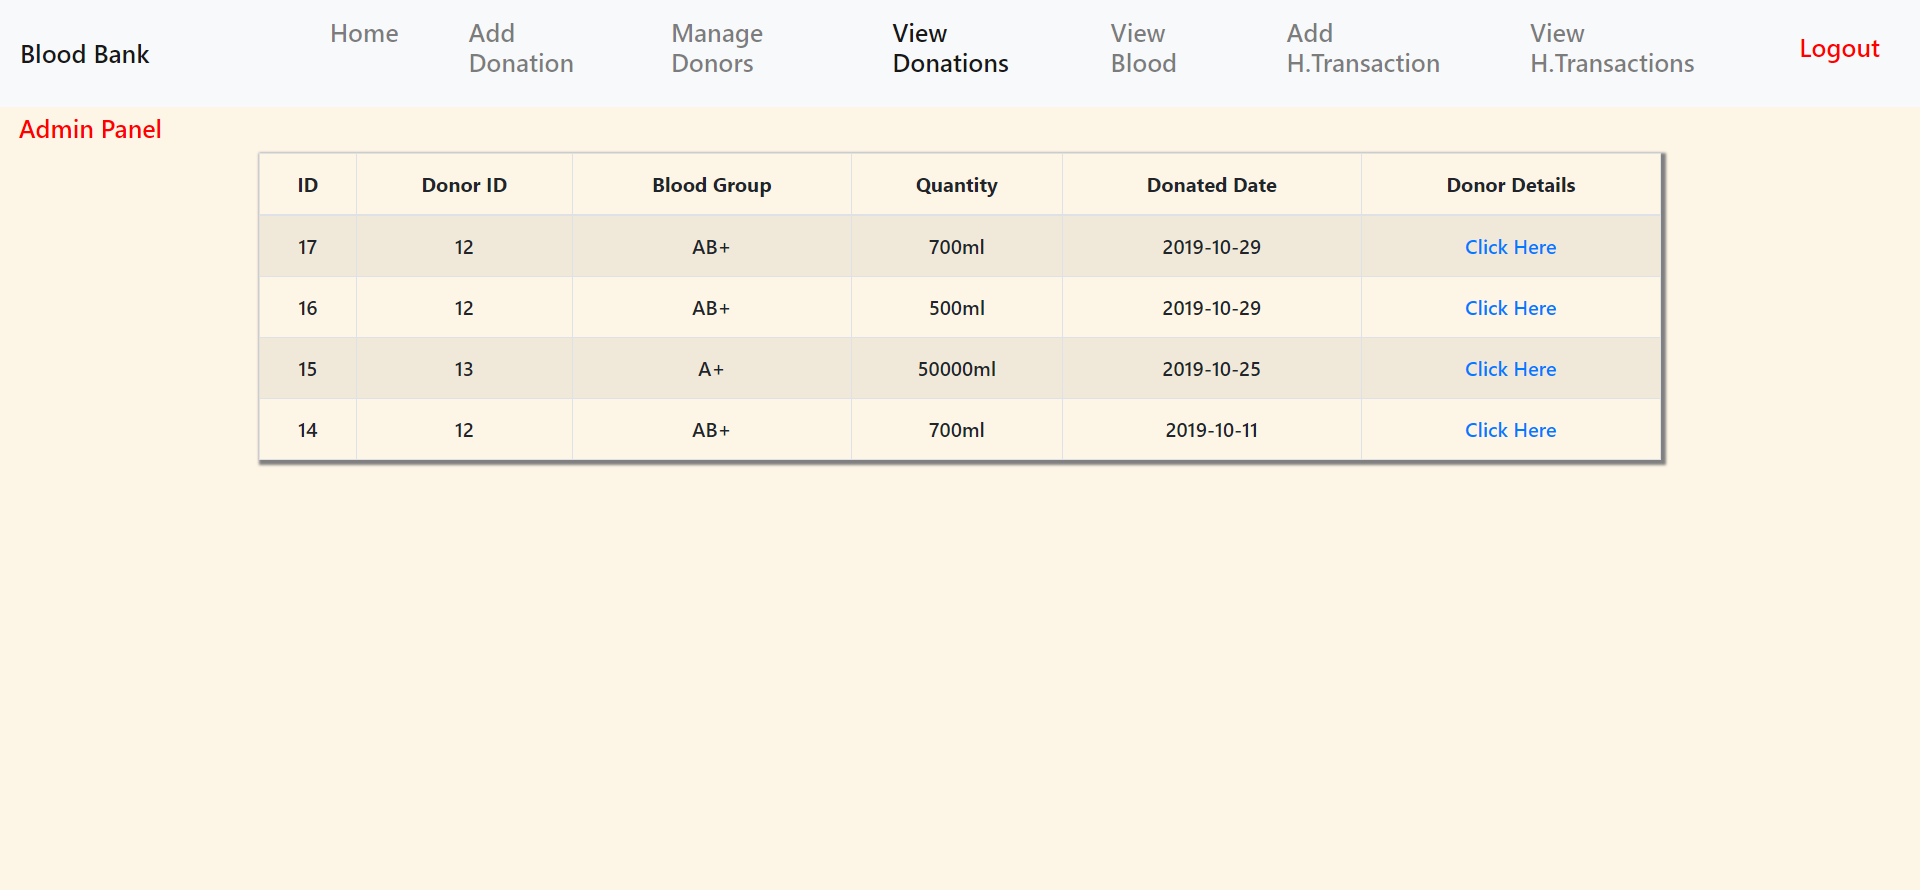 Blood Bank
Home
Add
Donation
Manage
Donors
View
Donations
View
Blood
Add
H.Transaction
View
H.Transactions
Logout
Admin Panel
ID Donor ID Blood Group Quantity Donated Date Donor Details
17 12 AB+ 700ml 2019-10-29 Click Here
16 12 AB+ 500ml 2019-10-29 Click Here
15 13 A+ 50000ml 2019-10-25 Click Here
14 12 AB+ 700ml 2019-10-11 Click Here